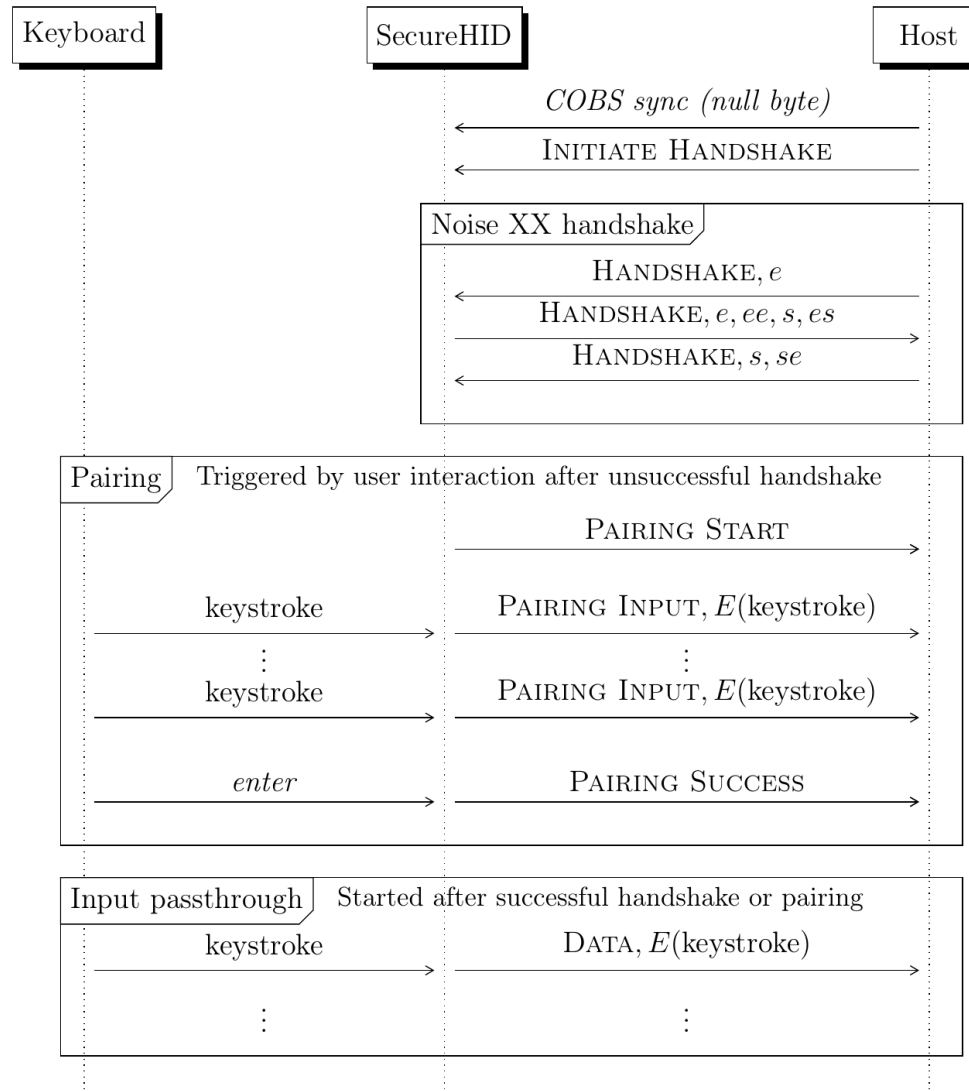 Keyboard SecureHID Host
COBS sync (null byte)
INITIATE HANDSHAKE
Noise XX handshake
HANDSHAKE, e
HANDSHAKE, e, ee, s, es
HANDSHAKE, s, se
Pairing Triggered by user interaction after unsuccessful handshake
PAIRING START
keystroke PAIRING INPUT, E(keystroke)
⋮ ⋮
keystroke PAIRING INPUT, E(keystroke)
enter PAIRING SUCCESS
Input passthrough Started after successful handshake or pairing
keystroke DATA, E(keystroke)
⋮ ⋮